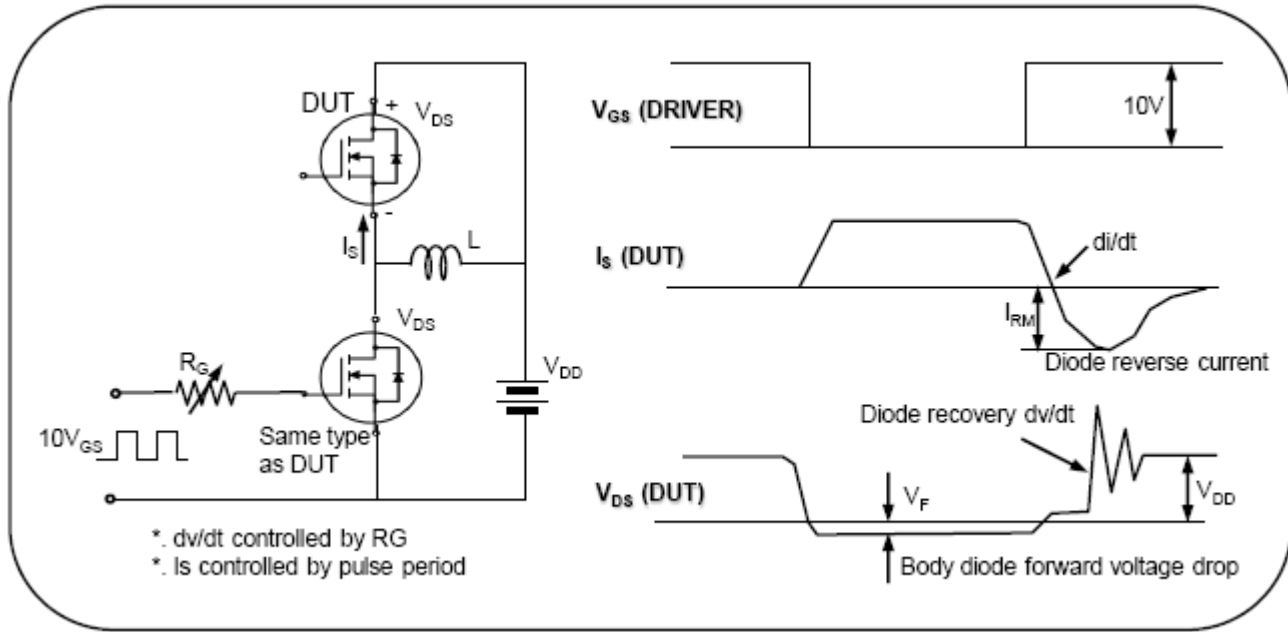 DUT
+
V_DS
-
I_S
L
V_DS
R_G
V_DD
10V_GS
Same type
as DUT
*. dv/dt controlled by RG
*. Is controlled by pulse period
V_GS (DRIVER)
10V
I_S (DUT)
di/dt
I_RM
Diode reverse current
Diode recovery dv/dt
V_DS (DUT)
V_F
V_DD
Body diode forward voltage drop